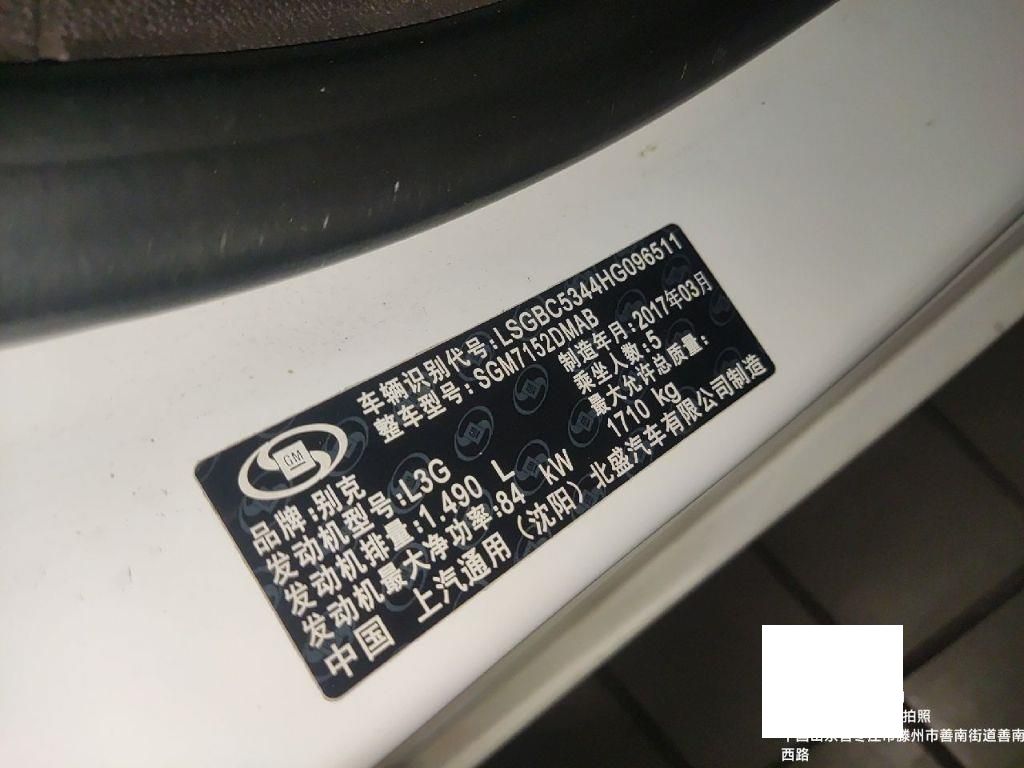 车辆识别代号:LSGBC5344HG096511
整车型号:SGM7152DMAB
GM
品牌:别克 制造年月:2017年03月
发动机型号:L3G 乘坐人数:5
发动机排量:1.490 L 最大允许总质量:
发动机最大净功率:84 kW 1710 kg
中国 上汽通用(沈阳)北盛汽车有限公司制造
拍照
滕州市善南街道善南
西路